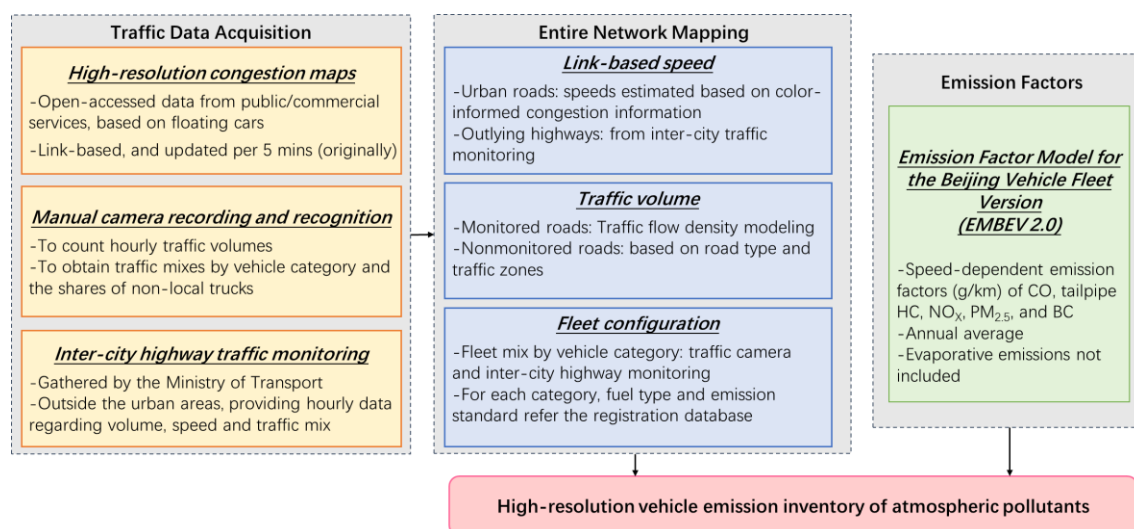 Traffic Data Acquisition
High-resolution congestion maps
-Open-accessed data from public/commercial
services, based on floating cars
-Link-based, and updated per 5 mins (originally)
Manual camera recording and recognition
-To count hourly traffic volumes
-To obtain traffic mixes by vehicle category and
the shares of non-local trucks
Inter-city highway traffic monitoring
-Gathered by the Ministry of Transport
-Outside the urban areas, providing hourly data
regarding volume, speed and traffic mix
Entire Network Mapping
Link-based speed
-Urban roads: speeds estimated based on color-
informed congestion information
-Outlying highways: from inter-city traffic
monitoring
Traffic volume
-Monitored roads: Traffic flow density modeling
-Nonmonitored roads: based on road type and
traffic zones
Fleet configuration
-Fleet mix by vehicle category: traffic camera
and inter-city highway monitoring
-For each category, fuel type and emission
standard refer the registration database
Emission Factors
Emission Factor Model for
the Beijing Vehicle Fleet
Version
(EMBEV 2.0)
-Speed-dependent emission
factors (g/km) of CO, tailpipe
HC, NOX, PM2.5, and BC
-Annual average
-Evaporative emissions not
included
High-resolution vehicle emission inventory of atmospheric pollutants